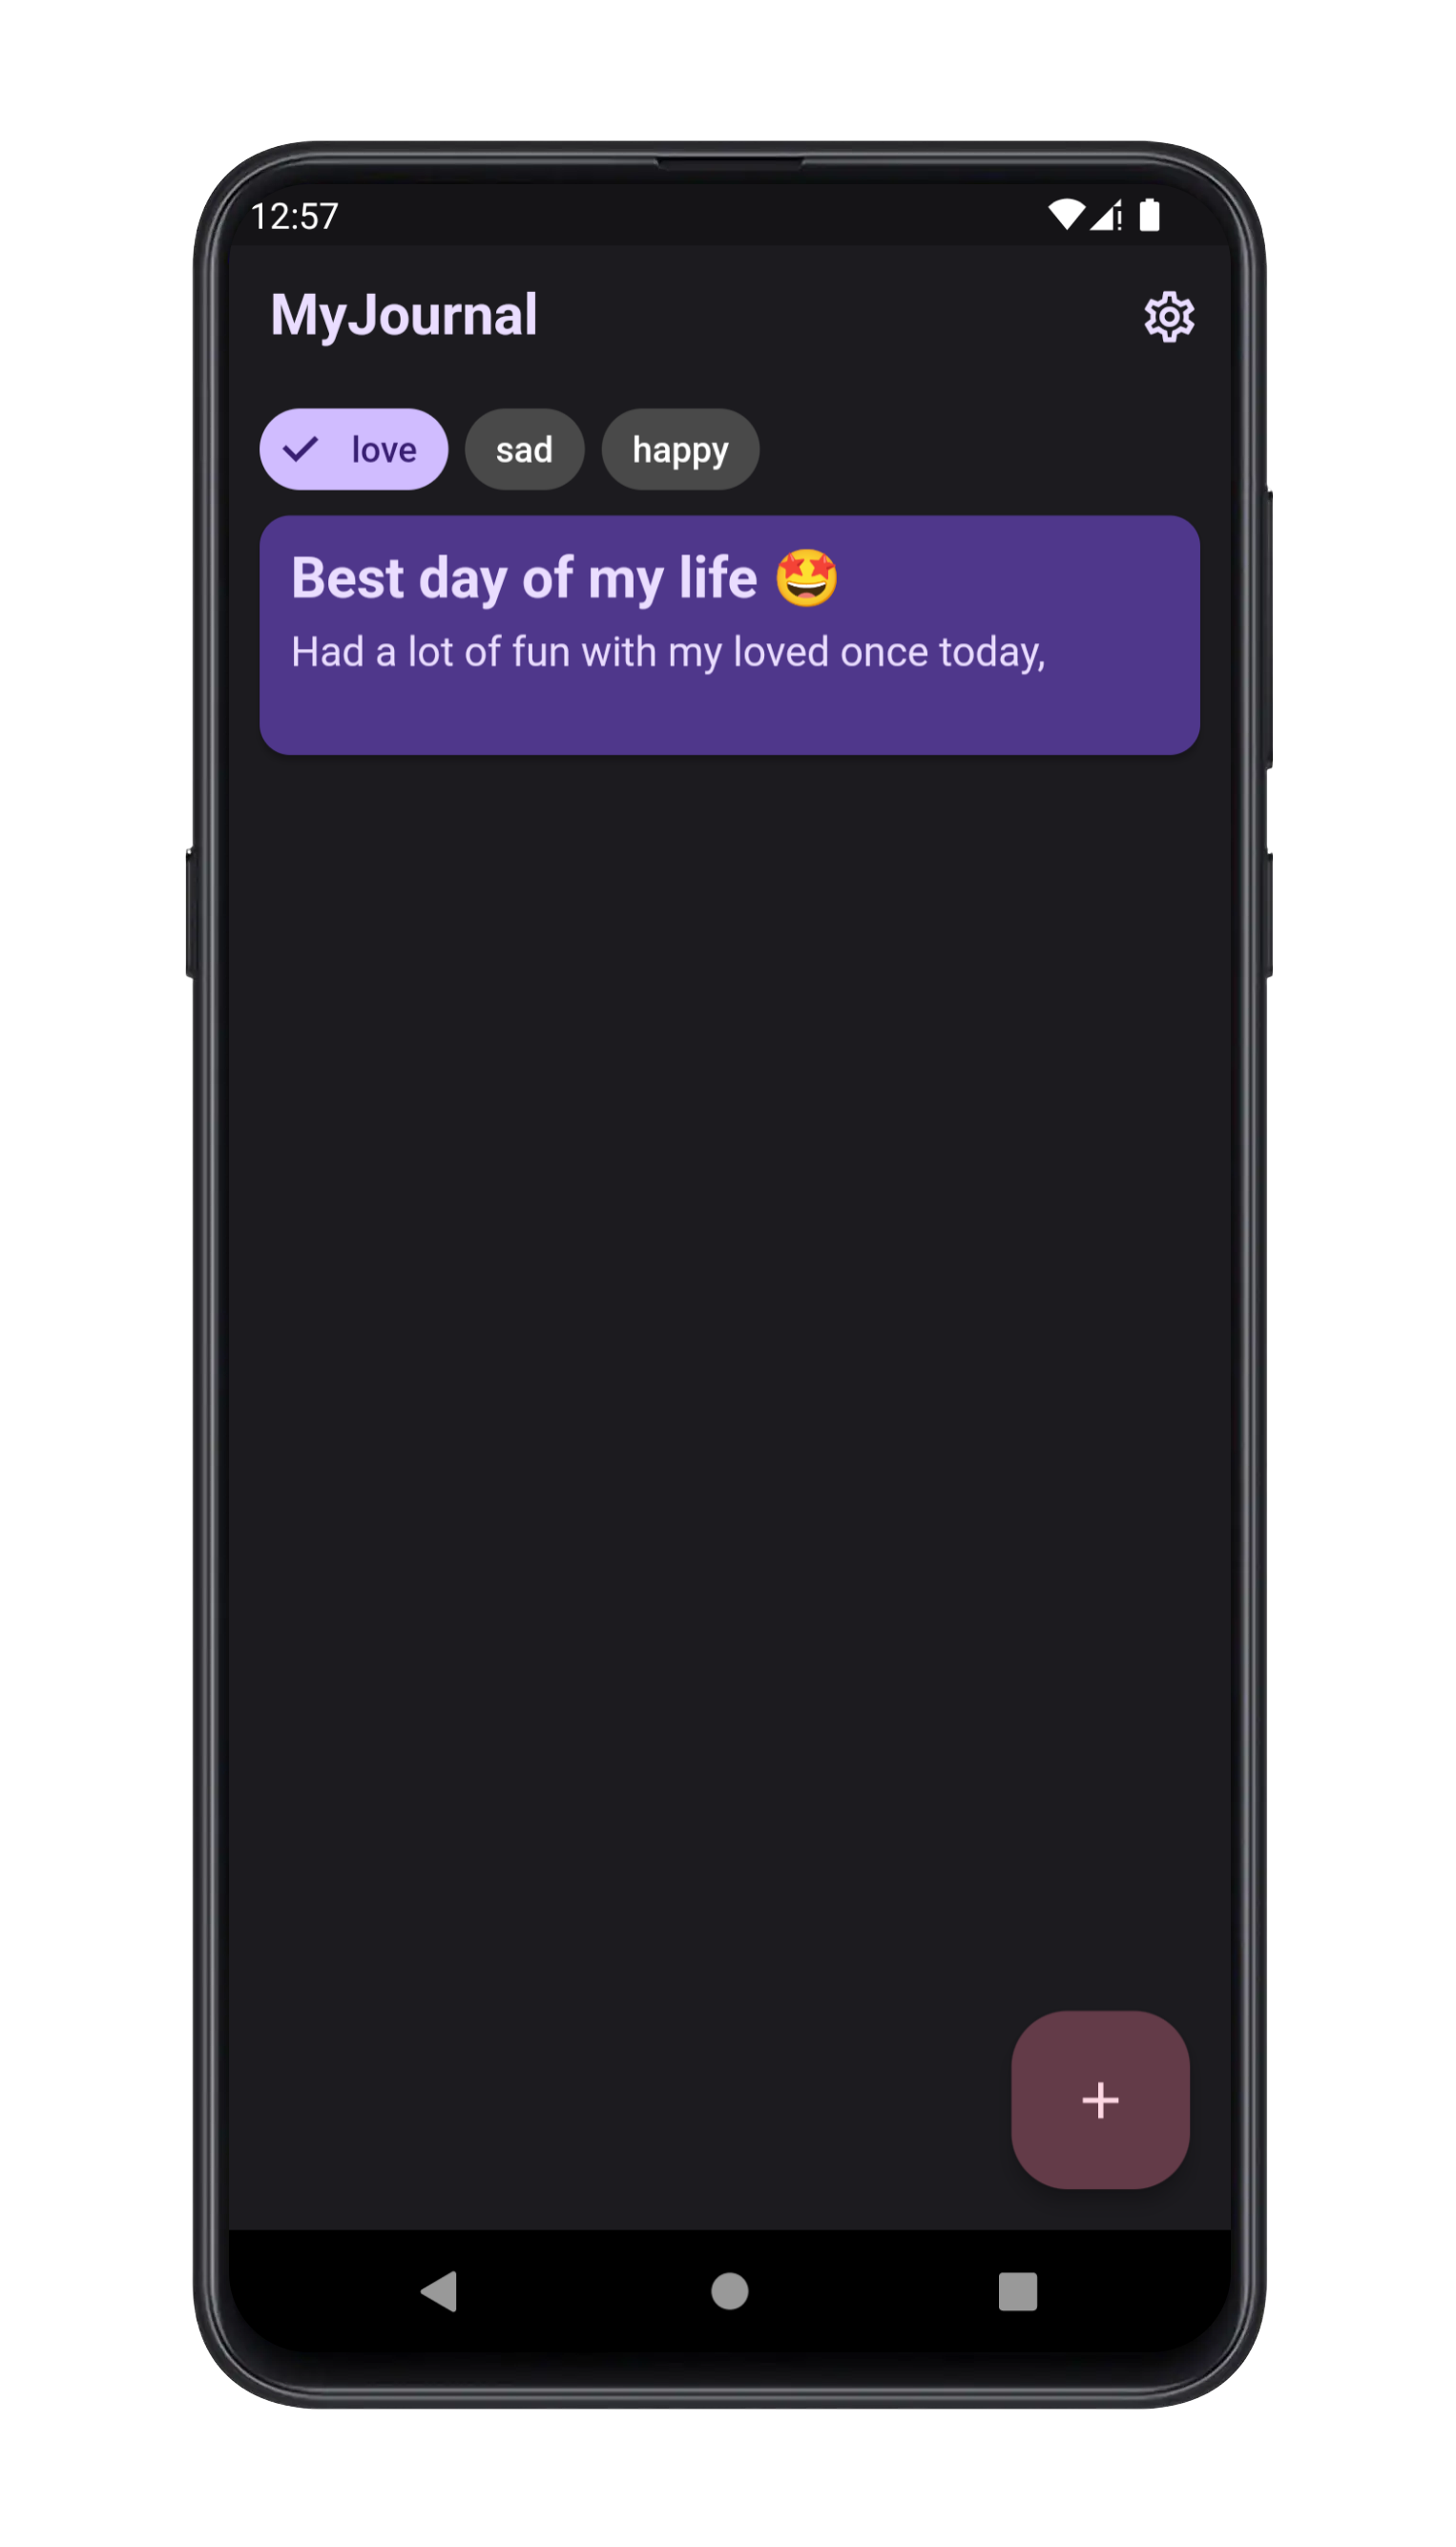 12:57
MyJournal
love sad happy
Best day of my life 🤩
Had a lot of fun with my loved once today,